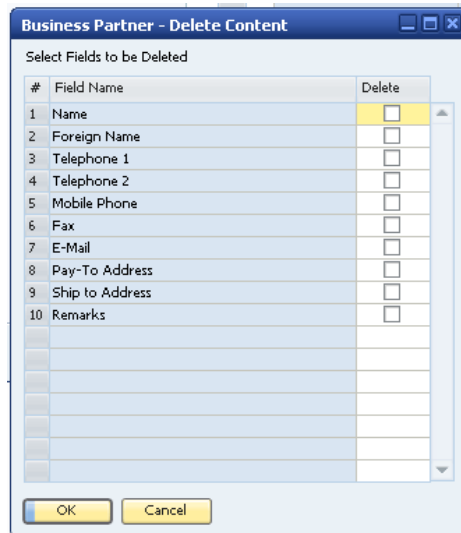 Business Partner - Delete Content
Select Fields to be Deleted
# Field Name Delete
1 Name
2 Foreign Name
3 Telephone 1
4 Telephone 2
5 Mobile Phone
6 Fax
7 E-Mail
8 Pay-To Address
9 Ship to Address
10 Remarks
OK Cancel